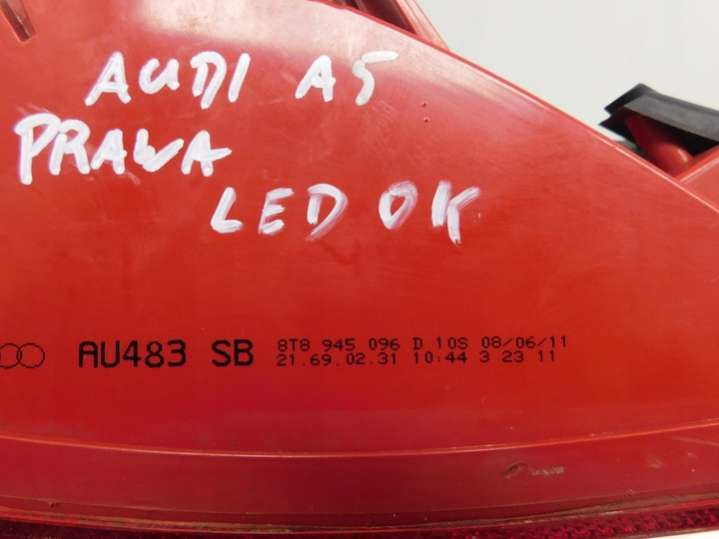 AUDI A5
PRAWA
LED OK
AU483 SB
8T8 945 096 D 10S 08/06/11
21.69.02.31 10:44 3 23 11